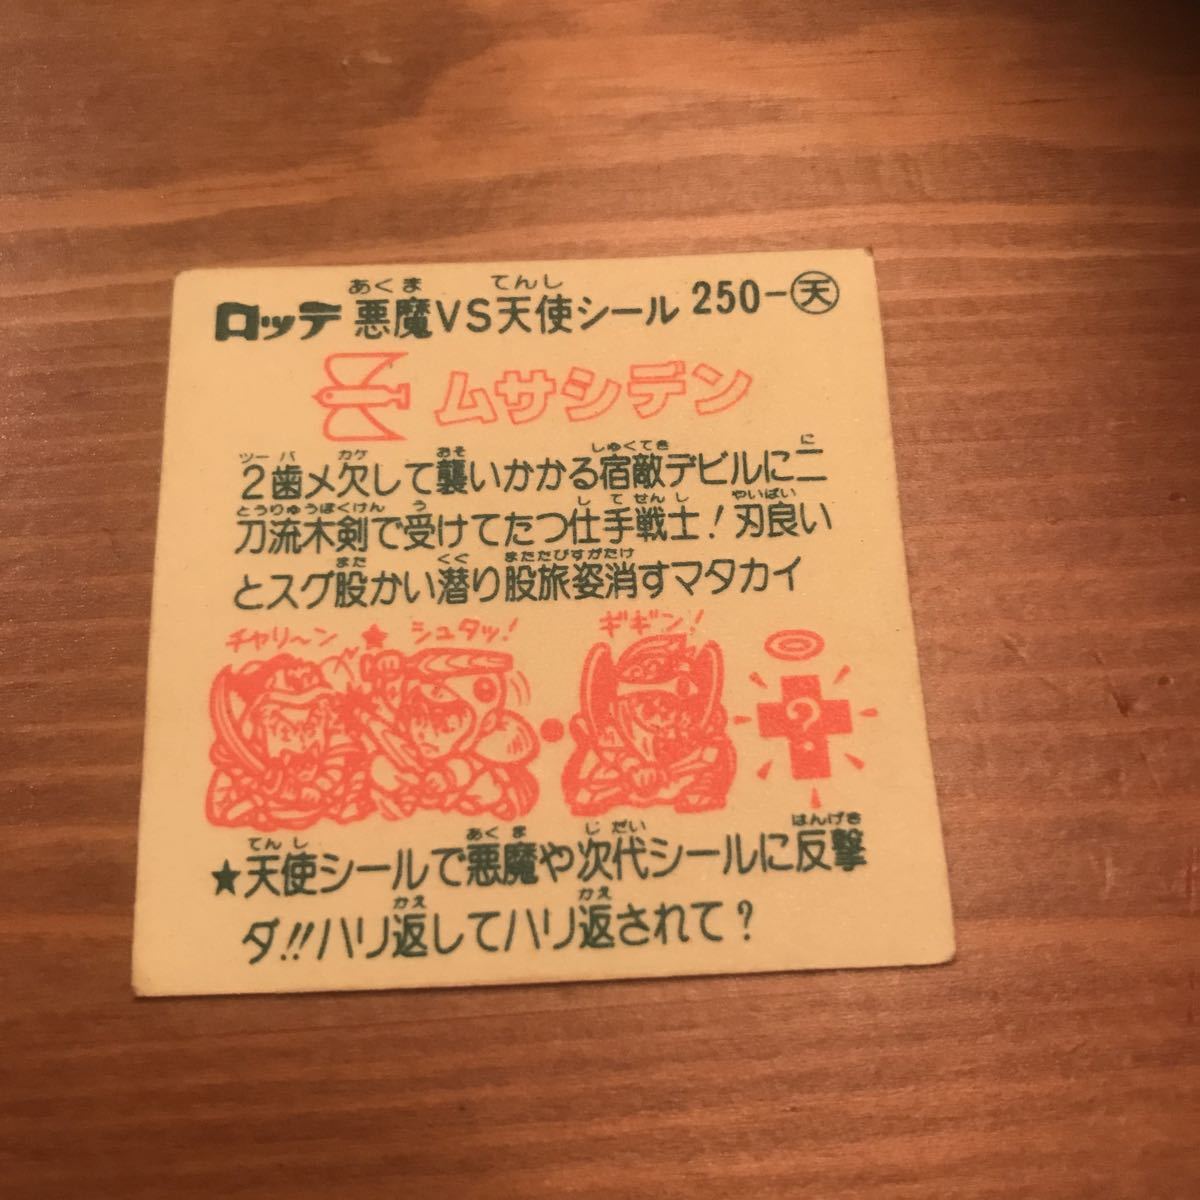 あくま てんし
ロッテ 悪魔VS天使シール 250-天
ムサシデン
ツーパ カケ おそ しゅくてき に
2歯メ欠して襲いかかる宿敵デビルに二
とうりゅうぼくけん う してせんし やいばい
刀流木剣で受けてたつ仕手戦士！刃良い
また くぐ またたびすがたけ
とスグ股かい潜り股旅姿消すマタカイ
チャリ〜ン ★ シュタッ！ ギギン！
?
てんし あくま じだい はんげき
★天使シールで悪魔や次代シールに反撃
かえ かえ
ダ!!ハリ返してハリ返されて？